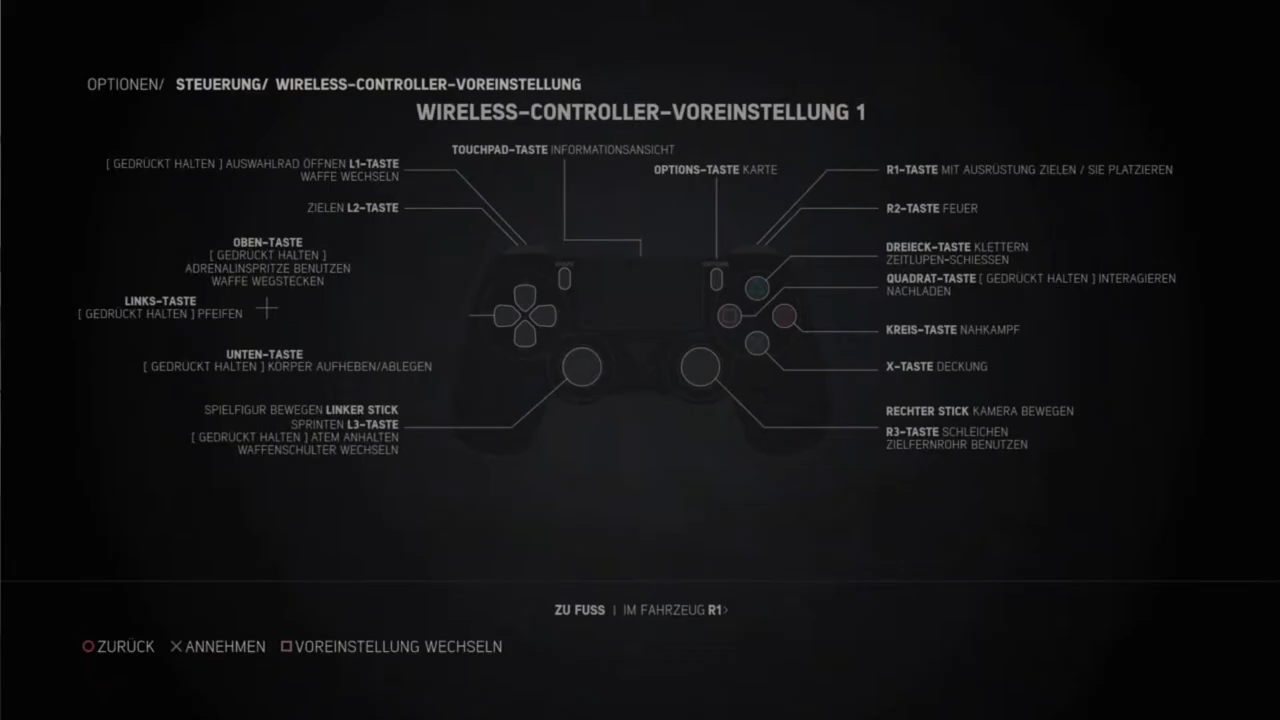 OPTIONEN/ STEUERUNG/ WIRELESS-CONTROLLER-VOREINSTELLUNG
WIRELESS-CONTROLLER-VOREINSTELLUNG 1
TOUCHPAD-TASTE INFORMATIONSANSICHT
OPTIONS-TASTE KARTE
[ GEDRÜCKT HALTEN ] AUSWAHLRAD ÖFFNEN L1-TASTE
WAFFE WECHSELN
ZIELEN L2-TASTE
OBEN-TASTE
[ GEDRÜCKT HALTEN ]
ADRENALINSPRITZE BENUTZEN
WAFFE WEGSTECKEN
LINKS-TASTE
[ GEDRÜCKT HALTEN ] PFEIFEN
UNTEN-TASTE
[ GEDRÜCKT HALTEN ] KÖRPER AUFHEBEN/ABLEGEN
SPIELFIGUR BEWEGEN LINKER STICK
SPRINTEN L3-TASTE
[ GEDRÜCKT HALTEN ] ATEM ANHALTEN
WAFFENSCHULTER WECHSELN
R1-TASTE MIT AUSRÜSTUNG ZIELEN / SIE PLATZIEREN
R2-TASTE FEUER
DREIECK-TASTE KLETTERN
ZEITLUPEN-SCHIESSEN
QUADRAT-TASTE [ GEDRÜCKT HALTEN ] INTERAGIEREN
NACHLADEN
KREIS-TASTE NAHKAMPF
X-TASTE DECKUNG
RECHTER STICK KAMERA BEWEGEN
R3-TASTE SCHLEICHEN
ZIELFERNROHR BENUTZEN
ZU FUSS | IM FAHRZEUG R1>
ZURÜCK ANNEHMEN VOREINSTELLUNG WECHSELN